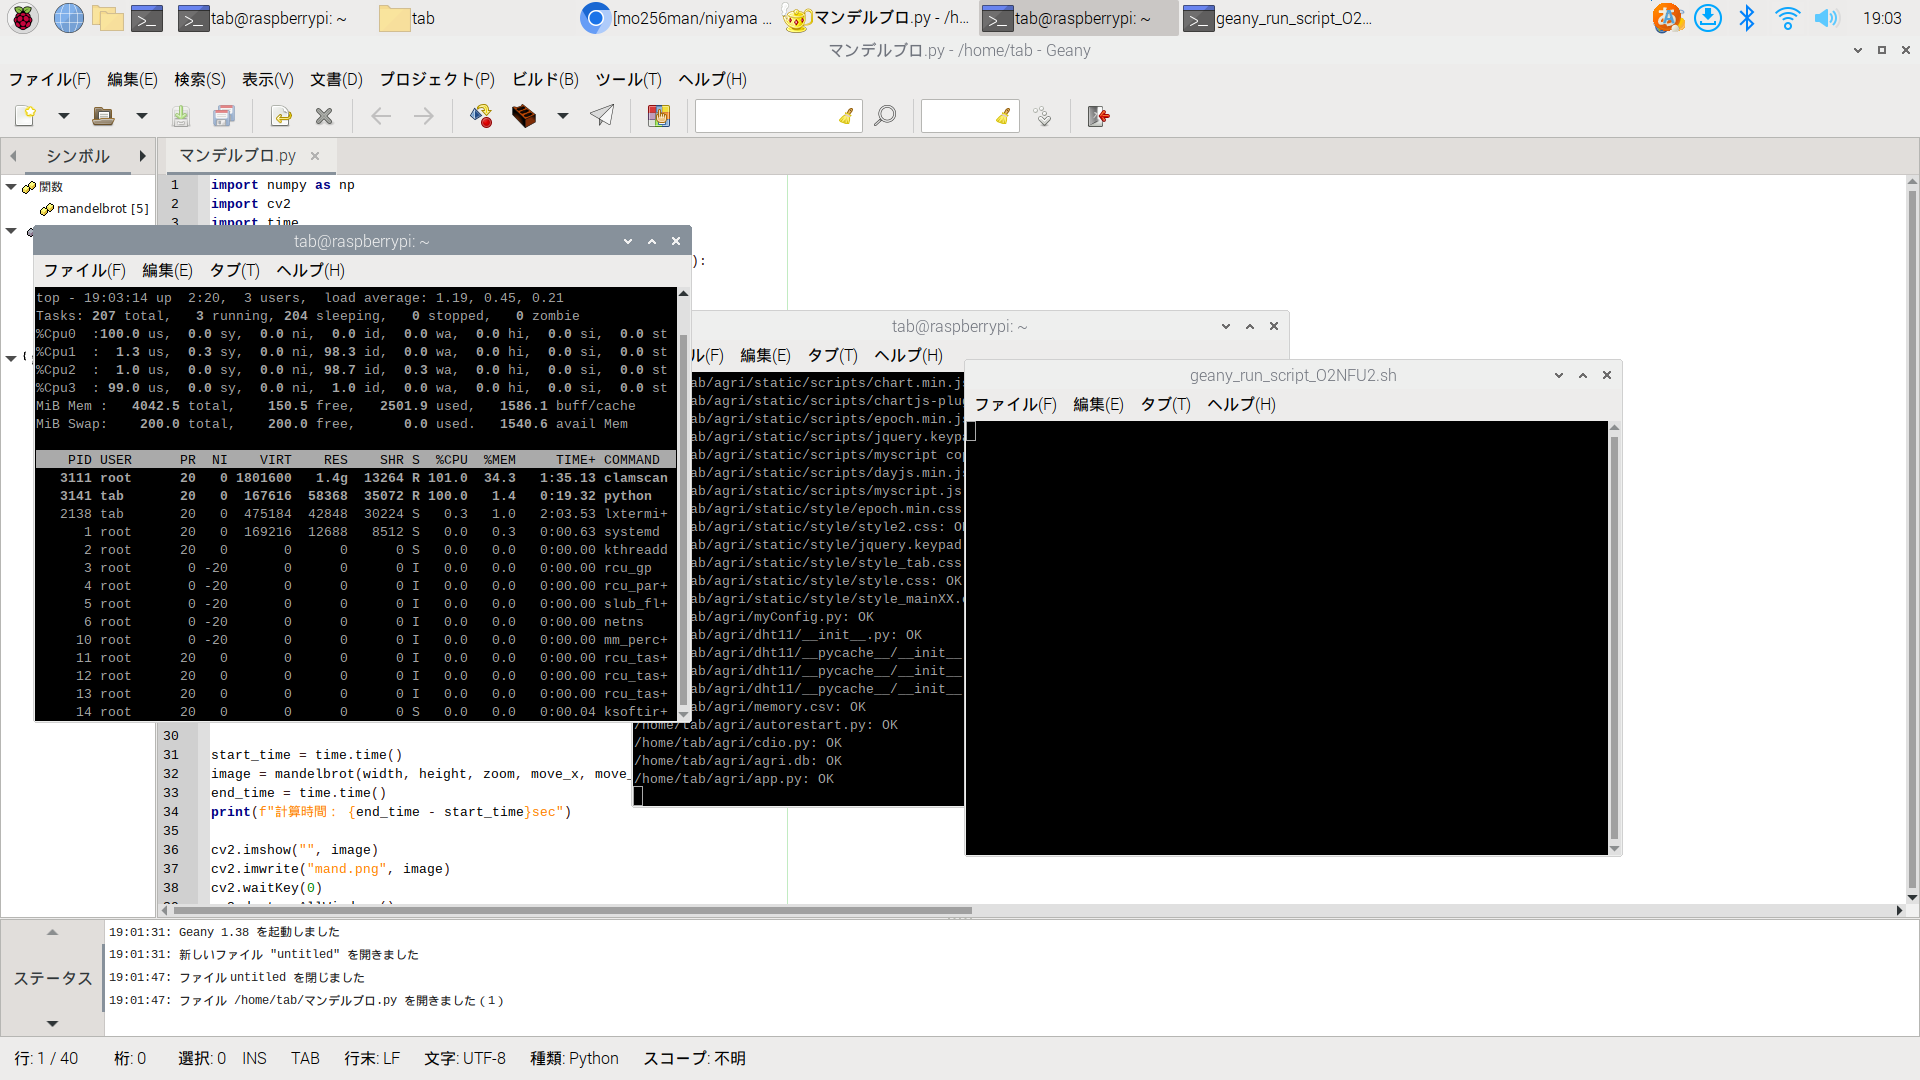 tab@raspberrypi: ~
tab
[mo256man/niyama ...
マンデルブロ.py - /h...
tab@raspberrypi: ~
geany_run_script_O2...
19:03
マンデルブロ.py - /home/tab - Geany
ファイル(F) 編集(E) 検索(S) 表示(V) 文書(D) プロジェクト(P) ビルド(B) ツール(T) ヘルプ(H)
シンボル
マンデルブロ.py
関数
mandelbrot [5]
1 import numpy as np
2 import cv2
3 import time
):
tab@raspberrypi: ~
ファイル(F) 編集(E) タブ(T) ヘルプ(H)
top - 19:03:14 up  2:20,  3 users,  load average: 1.19, 0.45, 0.21
Tasks: 207 total,   3 running, 204 sleeping,   0 stopped,   0 zombie
%Cpu0  :100.0 us,  0.0 sy,  0.0 ni,  0.0 id,  0.0 wa,  0.0 hi,  0.0 si,  0.0 st
%Cpu1  :  1.3 us,  0.3 sy,  0.0 ni, 98.3 id,  0.0 wa,  0.0 hi,  0.0 si,  0.0 st
%Cpu2  :  1.0 us,  0.0 sy,  0.0 ni, 98.7 id,  0.3 wa,  0.0 hi,  0.0 si,  0.0 st
%Cpu3  : 99.0 us,  0.0 sy,  0.0 ni,  1.0 id,  0.0 wa,  0.0 hi,  0.0 si,  0.0 st
MiB Mem :   4042.5 total,    150.5 free,   2501.9 used,   1586.1 buff/cache
MiB Swap:    200.0 total,    200.0 free,      0.0 used.   1540.6 avail Mem
PID USER      PR  NI    VIRT    RES    SHR S  %CPU  %MEM     TIME+ COMMAND
3111 root      20   0 1801600   1.4g  13264 R 101.0  34.3   1:35.13 clamscan
3141 tab       20   0  167616  58368  35072 R 100.0   1.4   0:19.32 python
2138 tab       20   0  475184  42848  30224 S   0.3   1.0   2:03.53 lxtermi+
1 root      20   0  169216  12688   8512 S   0.0   0.3   0:00.63 systemd
2 root      20   0       0      0      0 S   0.0   0.0   0:00.00 kthreadd
3 root       0 -20       0      0      0 I   0.0   0.0   0:00.00 rcu_gp
4 root       0 -20       0      0      0 I   0.0   0.0   0:00.00 rcu_par+
5 root       0 -20       0      0      0 I   0.0   0.0   0:00.00 slub_fl+
6 root       0 -20       0      0      0 I   0.0   0.0   0:00.00 netns
10 root       0 -20       0      0      0 I   0.0   0.0   0:00.00 mm_perc+
11 root      20   0       0      0      0 I   0.0   0.0   0:00.00 rcu_tas+
12 root      20   0       0      0      0 I   0.0   0.0   0:00.00 rcu_tas+
13 root      20   0       0      0      0 I   0.0   0.0   0:00.00 rcu_tas+
14 root      20   0       0      0      0 S   0.0   0.0   0:00.04 ksoftir+
tab@raspberrypi: ~
ル(F) 編集(E) タブ(T) ヘルプ(H)
ab/agri/static/scripts/chart.min.js
ab/agri/static/scripts/chartjs-plug
ab/agri/static/scripts/epoch.min.js
ab/agri/static/scripts/jquery.keypa
ab/agri/static/scripts/myscript cop
ab/agri/static/scripts/dayjs.min.js
ab/agri/static/scripts/myscript.js
ab/agri/static/style/epoch.min.css
ab/agri/static/style/style2.css: O
ab/agri/static/style/jquery.keypad
ab/agri/static/style/style_tab.css
ab/agri/static/style/style.css: OK
ab/agri/static/style/style_mainXX.
ab/agri/myConfig.py: OK
ab/agri/dht11/__init__.py: OK
ab/agri/dht11/__pycache__/__init__
ab/agri/dht11/__pycache__/__init__
ab/agri/dht11/__pycache__/__init__
ab/agri/memory.csv: OK
/home/tab/agri/autorestart.py: OK
/home/tab/agri/cdio.py: OK
/home/tab/agri/agri.db: OK
/home/tab/agri/app.py: OK
geany_run_script_O2NFU2.sh
ファイル(F) 編集(E) タブ(T) ヘルプ(H)
30
31 start_time = time.time()
32 image = mandelbrot(width, height, zoom, move_x, move_
33 end_time = time.time()
34 print(f"計算時間： {end_time - start_time}sec")
35
36 cv2.imshow("", image)
37 cv2.imwrite("mand.png", image)
38 cv2.waitKey(0)
ステータス
19:01:31: Geany 1.38 を起動しました
19:01:31: 新しいファイル "untitled" を開きました
19:01:47: ファイル untitled を閉じました
19:01:47: ファイル /home/tab/マンデルブロ.py を開きました(1)
行: 1 / 40 桁: 0 選択: 0 INS TAB 行末: LF 文字: UTF-8 種類: Python スコープ: 不明